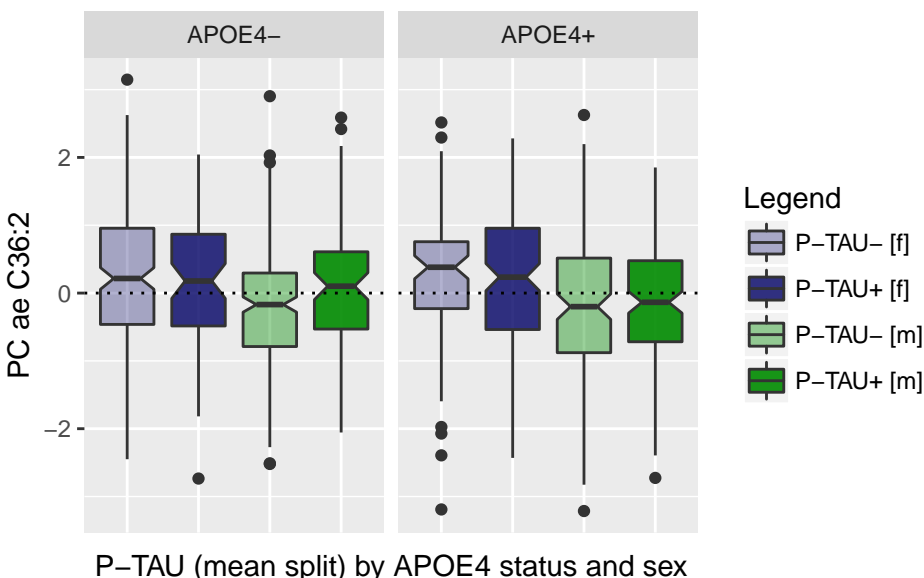 APOE4− APOE4+
PC ae C36:2
2
0
−2
Legend
P−TAU− [f]
P−TAU+ [f]
P−TAU− [m]
P−TAU+ [m]
P−TAU (mean split) by APOE4 status and sex